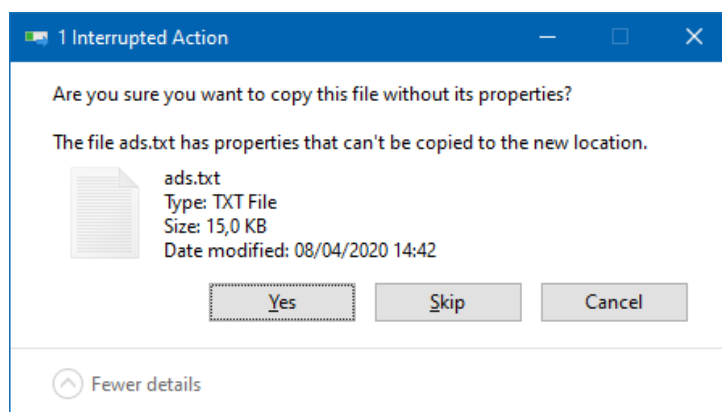 1 Interrupted Action
Are you sure you want to copy this file without its properties?
The file ads.txt has properties that can't be copied to the new location.
ads.txt
Type: TXT File
Size: 15,0 KB
Date modified: 08/04/2020 14:42
Yes
Skip
Cancel
Fewer details